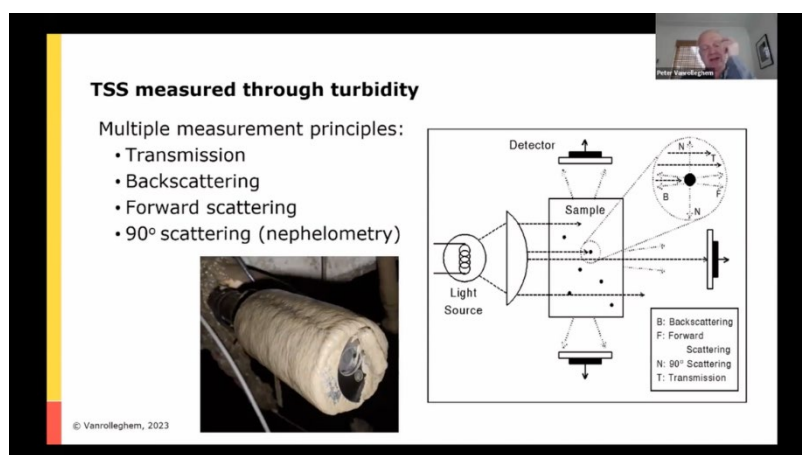 Peter Vanrolleghem
TSS measured through turbidity
Multiple measurement principles:
• Transmission
• Backscattering
• Forward scattering
• 90° scattering (nephelometry)
Detector
Sample
Light
Source
N
T
B
F
N
B: Backscattering
F: Forward
Scattering
N: 90° Scattering
T: Transmission
© Vanrolleghem, 2023